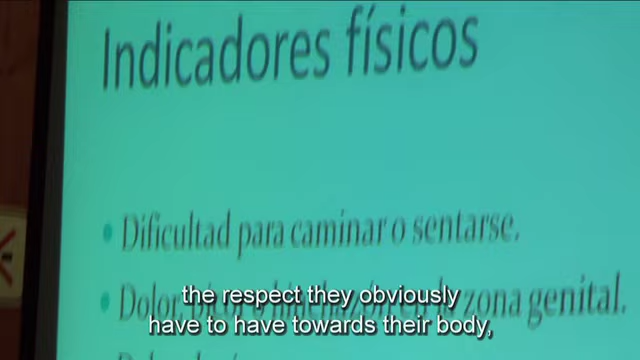 Indicadores físicos
• Dificultad para caminar o sentarse.
• Dolor, zona genital.
the respect they obviously
have to have towards their body,